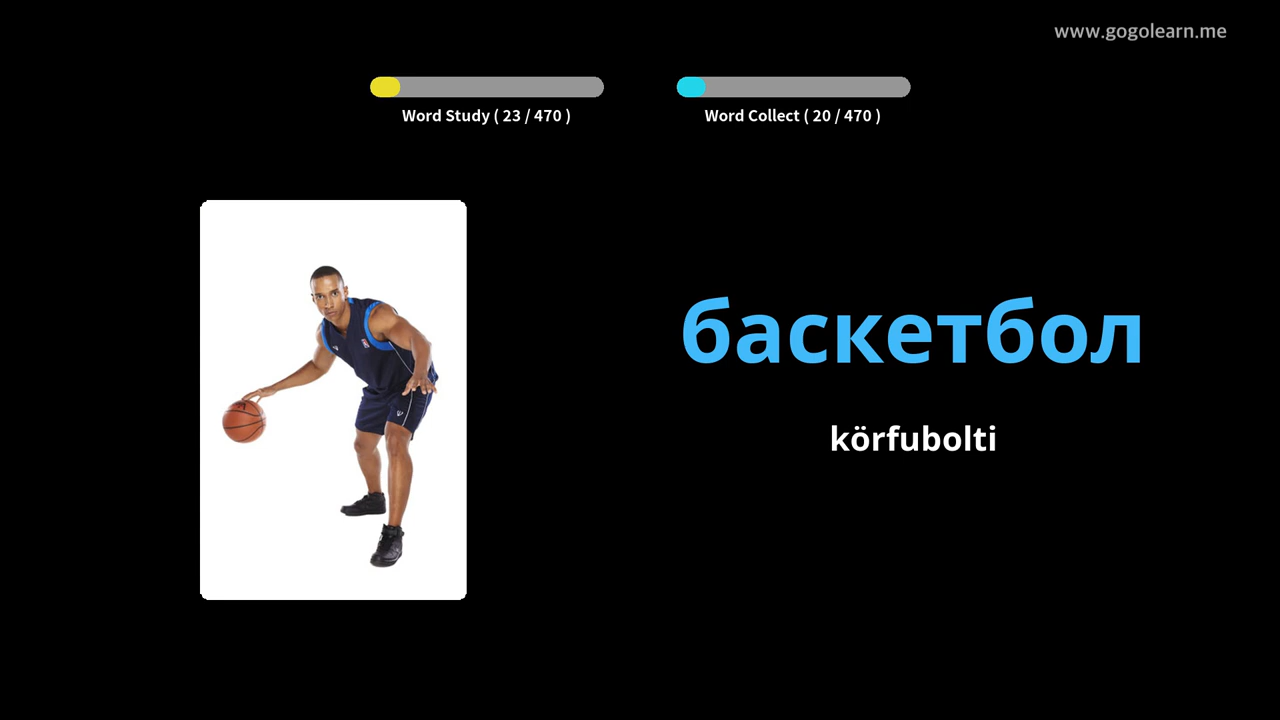 www.gogolearn.me
Word Study ( 23 / 470 )
Word Collect ( 20 / 470 )
баскетбол
körfubolti